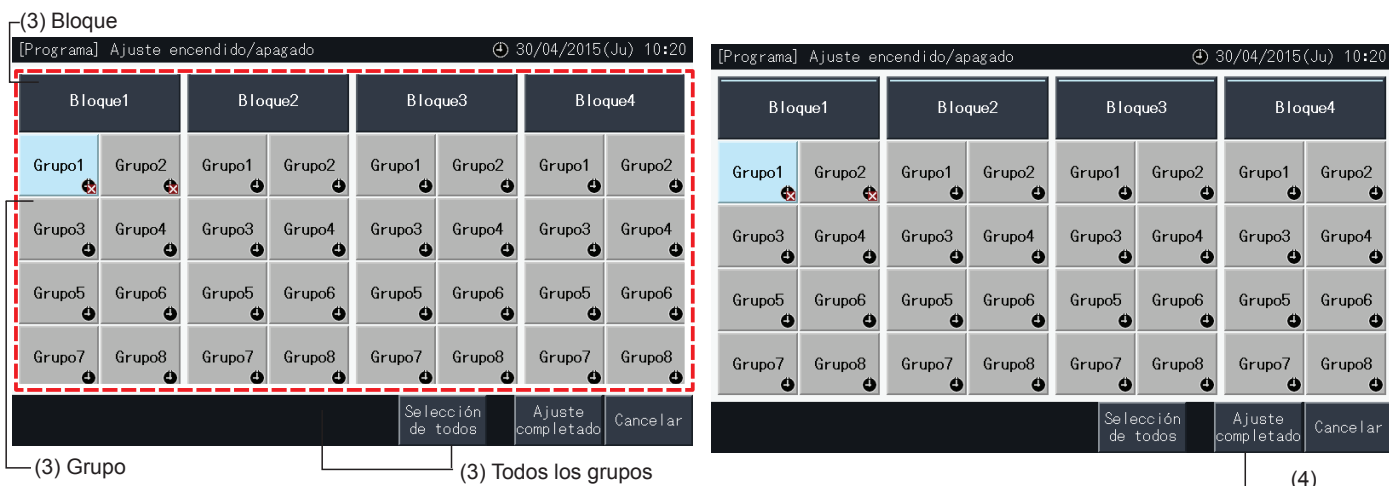 (3) Bloque
[Programa] Ajuste encendido/apagado 30/04/2015(Ju) 10:20
Bloque1 Bloque2 Bloque3 Bloque4
Grupo1 Grupo2 Grupo1 Grupo2 Grupo1 Grupo2 Grupo1 Grupo2
Grupo3 Grupo4 Grupo3 Grupo4 Grupo3 Grupo4 Grupo3 Grupo4
Grupo5 Grupo6 Grupo5 Grupo6 Grupo5 Grupo6 Grupo5 Grupo6
Grupo7 Grupo8 Grupo7 Grupo8 Grupo7 Grupo8 Grupo7 Grupo8
Selección de todos Ajuste completado Cancelar
(3) Grupo
(3) Todos los grupos
[Programa] Ajuste encendido/apagado 30/04/2015(Ju) 10:20
Bloque1 Bloque2 Bloque3 Bloque4
Grupo1 Grupo2 Grupo1 Grupo2 Grupo1 Grupo2 Grupo1 Grupo2
Grupo3 Grupo4 Grupo3 Grupo4 Grupo3 Grupo4 Grupo3 Grupo4
Grupo5 Grupo6 Grupo5 Grupo6 Grupo5 Grupo6 Grupo5 Grupo6
Grupo7 Grupo8 Grupo7 Grupo8 Grupo7 Grupo8 Grupo7 Grupo8
Selección de todos Ajuste completado Cancelar
(4)